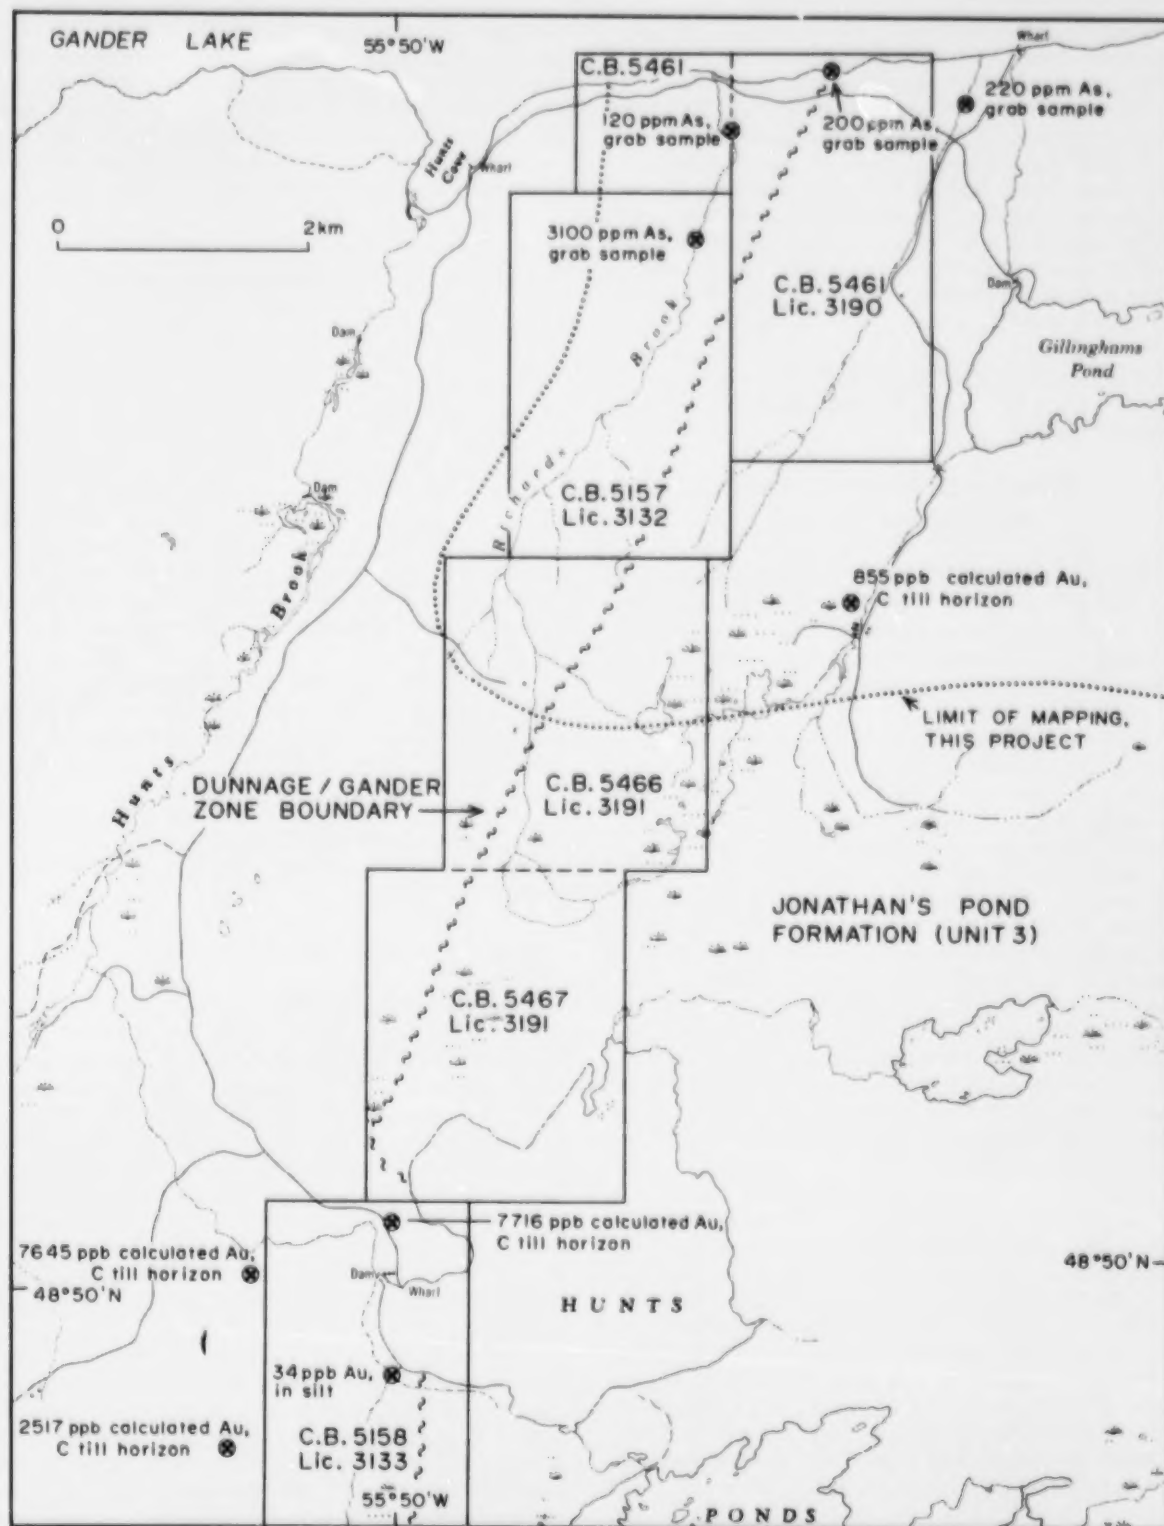 GANDER LAKE
55°50'W
Wharf
C.B.5461
220 ppm As,
grab sample
120 ppm As,
grab sample
200 ppm As,
grab sample
Hunts
Cove
Wharf
0 2km
3100 ppm As,
grab sample
C.B. 5461
Lic. 3190
Dam
Dam
Gillinghams
Pond
Richards Brook
Dam
C.B. 5157
Lic. 3132
855 ppb calculated Au,
C till horizon
Hunts Brook
LIMIT OF MAPPING,
THIS PROJECT
DUNNAGE / GANDER
ZONE BOUNDARY
C.B. 5466
Lic. 3191
JONATHAN'S POND
FORMATION (UNIT 3)
C.B. 5467
Lic. 3191
7716 ppb calculated Au,
C till horizon
7645 ppb calculated Au,
C till horizon
48°50'N
48°50'N
Dam
Wharf
HUNTS
34 ppb Au,
in silt
2517 ppb calculated Au,
C till horizon
C.B. 5158
Lic. 3133
55°50'W
PONDS